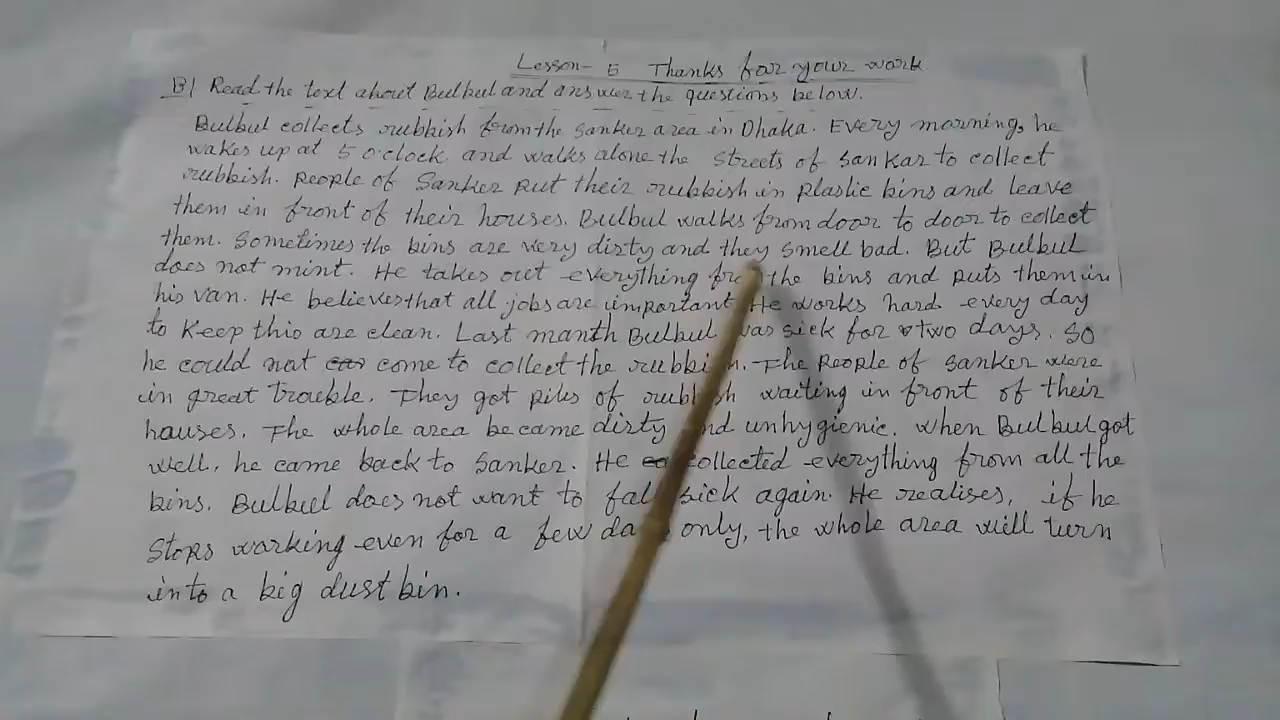 Lesson- 5 Thanks for your work
B) Read the text about Bulbul and answer the questions below.
Bulbul collects rubbish from the Sanker area in Dhaka. Every morning, he
wakes up at 5 o'clock and walks alone the streets of Sankar to collect
rubbish. People of Sanker put their rubbish in plastic bins and leave
them in front of their houses. Bulbul walks from door to door to collect
them. Sometimes the bins are very dirty and they smell bad. But Bulbul
does not mint. He takes out everything the bins and puts them in
his van. He believes that all jobs are important He works hard every day
to keep this are clean. Last manth Bulbul was sick for two days. So
he could not come to collect the rubbish. The people of Sanker were
in great trouble. They got piles of rubbish waiting in front of their
houses. The whole area became dirty and unhygienic. When Bulbul got
well, he came back to Sanker. He collected everything from all the
bins. Bulbul does not want to fall sick again. He realises, if he
stops working even for a few days only, the whole area will turn
into a big dust bin.